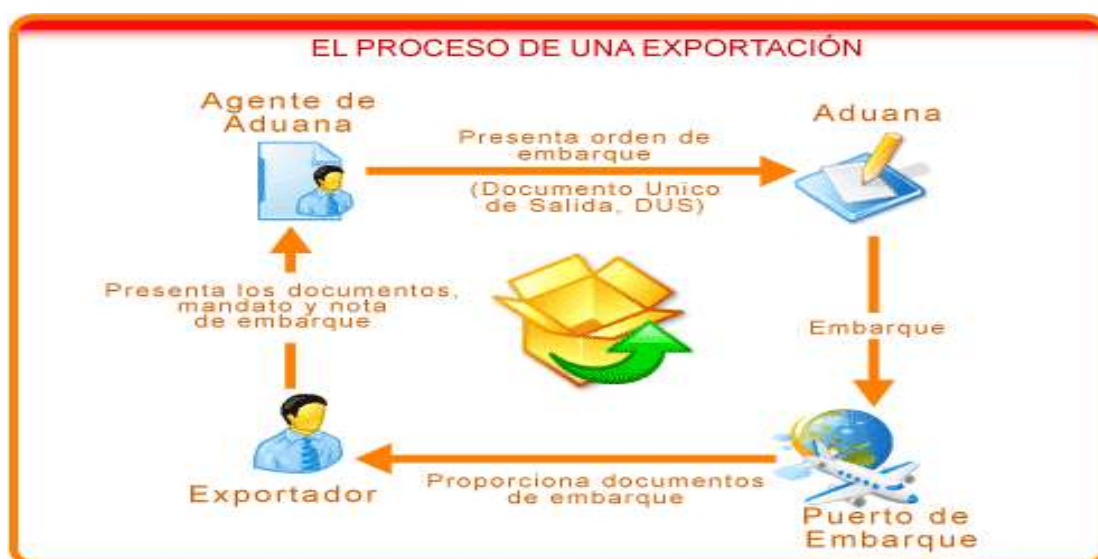 EL PROCESO DE UNA EXPORTACIÓN
Agente de
Aduana
Presenta orden de
embarque
(Documento Unico
de Salida, DUS)
Aduana
Presenta los documentos,
mandato y nota
de embarque
Embarque
Exportador
Proporciona documentos
de embarque
Puerto de
Embarque